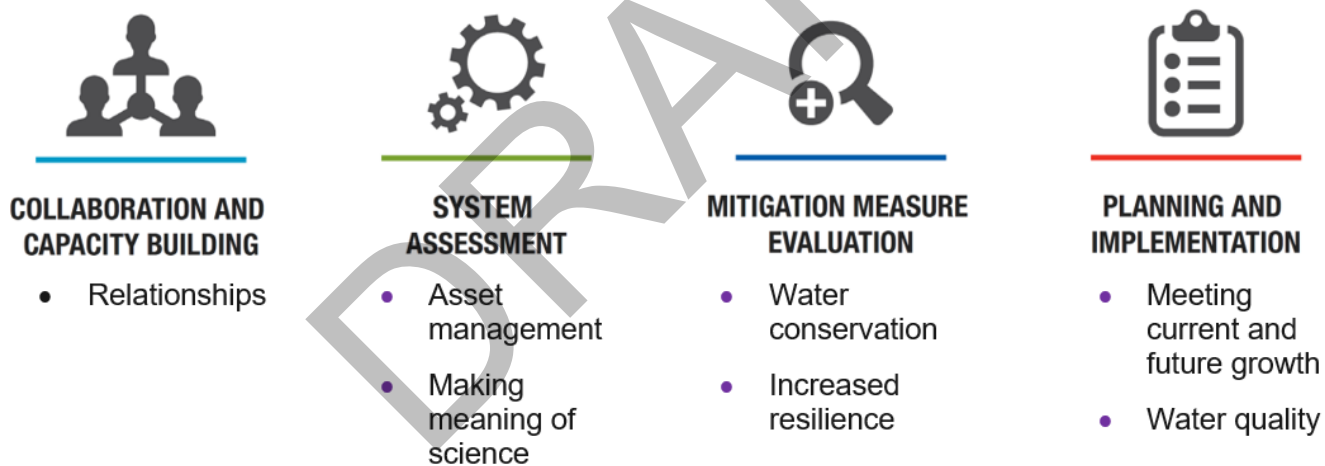 COLLABORATION AND
CAPACITY BUILDING
• Relationships
SYSTEM
ASSESSMENT
• Asset
management
• Making
meaning of
science
MITIGATION MEASURE
EVALUATION
• Water
conservation
• Increased
resilience
PLANNING AND
IMPLEMENTATION
• Meeting
current and
future growth
• Water quality
DRA